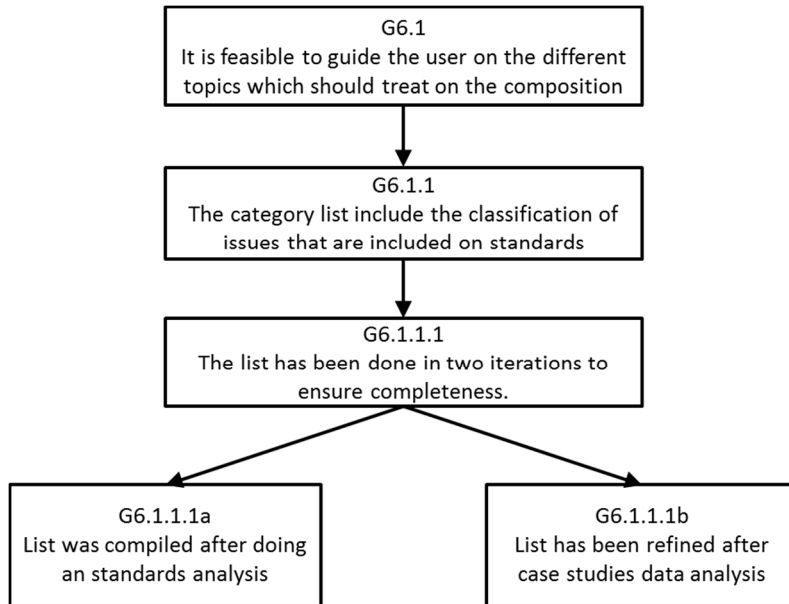 G6.1
It is feasible to guide the user on the different
topics which should treat on the composition
G6.1.1
The category list include the classification of
issues that are included on standards
G6.1.1.1
The list has been done in two iterations to
ensure completeness.
G6.1.1.1a
List was compiled after doing
an standards analysis
G6.1.1.1b
List has been refined after
case studies data analysis